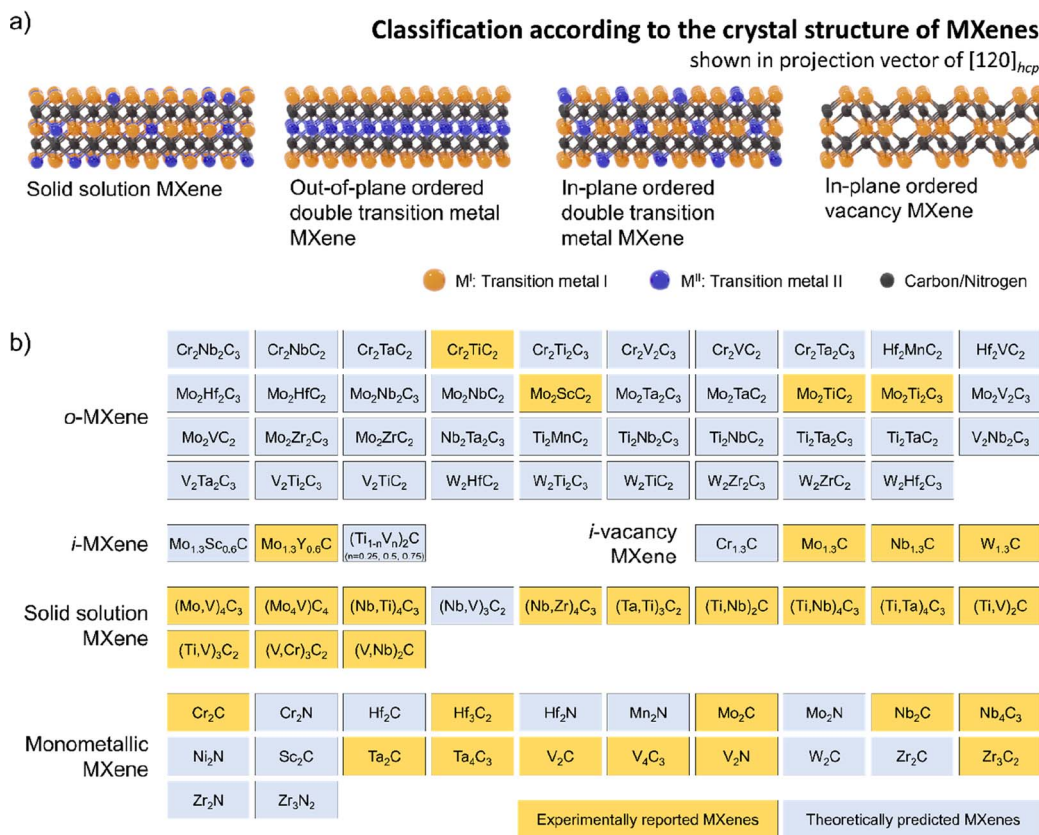 a)
Classification according to the crystal structure of MXenes
shown in projection vector of [120]hcp
Solid solution MXene
Out-of-plane ordered
double transition metal
MXene
In-plane ordered
double transition
metal MXene
In-plane ordered
vacancy MXene
Mᴵ: Transition metal I
Mᴵᴵ: Transition metal II
Carbon/Nitrogen
b)
o-MXene
Cr₂Nb₂C₃ Cr₂NbC₂ Cr₂TaC₂ Cr₂TiC₂ Cr₂Ti₂C₃ Cr₂V₂C₃ Cr₂VC₂ Cr₂Ta₂C₃ Hf₂MnC₂ Hf₂VC₂
Mo₂Hf₂C₃ Mo₂HfC₂ Mo₂Nb₂C₃ Mo₂NbC₂ Mo₂ScC₂ Mo₂Ta₂C₃ Mo₂TaC₂ Mo₂TiC₂ Mo₂Ti₂C₃ Mo₂V₂C₃
Mo₂VC₂ Mo₂Zr₂C₃ Mo₂ZrC₂ Nb₂Ta₂C₃ Ti₂MnC₂ Ti₂Nb₂C₃ Ti₂NbC₂ Ti₂Ta₂C₃ Ti₂TaC₂ V₂Nb₂C₃
V₂Ta₂C₃ V₂Ti₂C₃ V₂TiC₂ W₂HfC₂ W₂Ti₂C₃ W₂TiC₂ W₂Zr₂C₃ W₂ZrC₂ W₂Hf₂C₃
i-MXene
Mo₁.₃Sc₀.₆C Mo₁.₃Y₀.₆C (Ti₁₋ₙVₙ)₂C
(n=0.25, 0.5, 0.75)
i-vacancy
MXene
Cr₁.₃C Mo₁.₃C Nb₁.₃C W₁.₃C
Solid solution
MXene
(Mo,V)₄C₃ (Mo₄V)C₄ (Nb,Ti)₄C₃ (Nb,V)₃C₂ (Nb,Zr)₄C₃ (Ta,Ti)₃C₂ (Ti,Nb)₂C (Ti,Nb)₄C₃ (Ti,Ta)₄C₃ (Ti,V)₂C
(Ti,V)₃C₂ (V,Cr)₃C₂ (V,Nb)₂C
Monometallic
MXene
Cr₂C Cr₂N Hf₂C Hf₃C₂ Hf₂N Mn₂N Mo₂C Mo₂N Nb₂C Nb₄C₃
Ni₂N Sc₂C Ta₂C Ta₄C₃ V₂C V₄C₃ V₂N W₂C Zr₂C Zr₃C₂
Zr₂N Zr₃N₂
Experimentally reported MXenes
Theoretically predicted MXenes